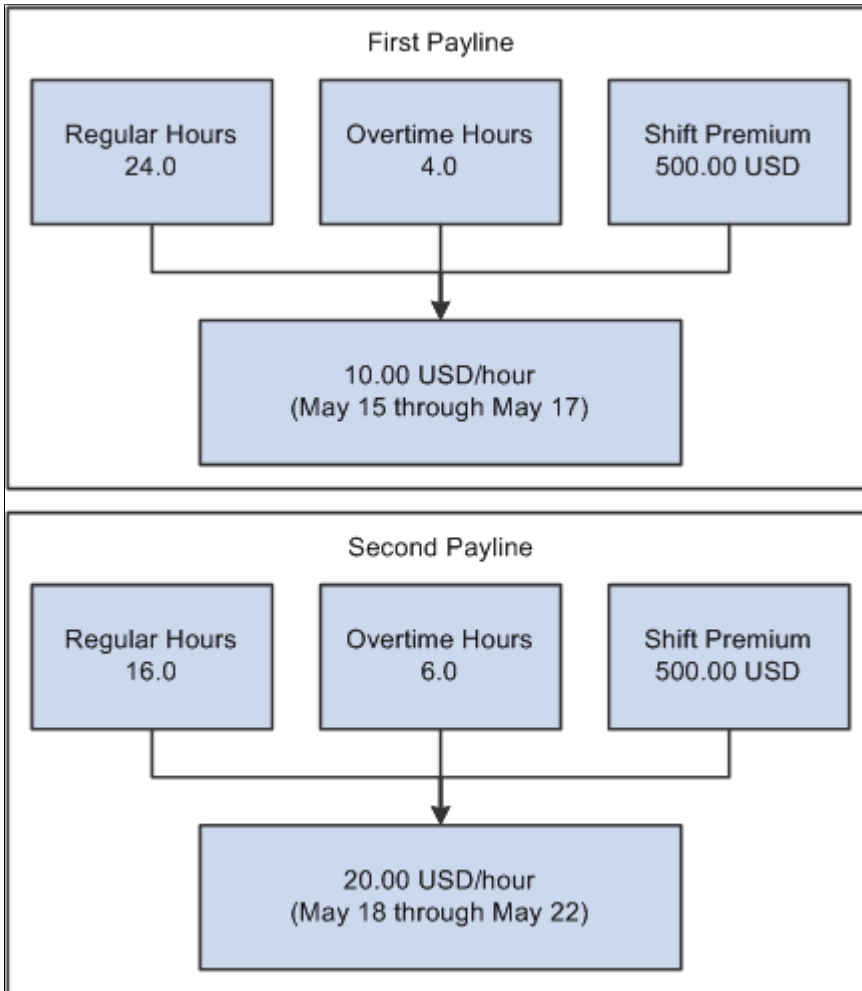 First Payline
Regular Hours
24.0
Overtime Hours
4.0
Shift Premium
500.00 USD
10.00 USD/hour
(May 15 through May 17)
Second Payline
Regular Hours
16.0
Overtime Hours
6.0
Shift Premium
500.00 USD
20.00 USD/hour
(May 18 through May 22)